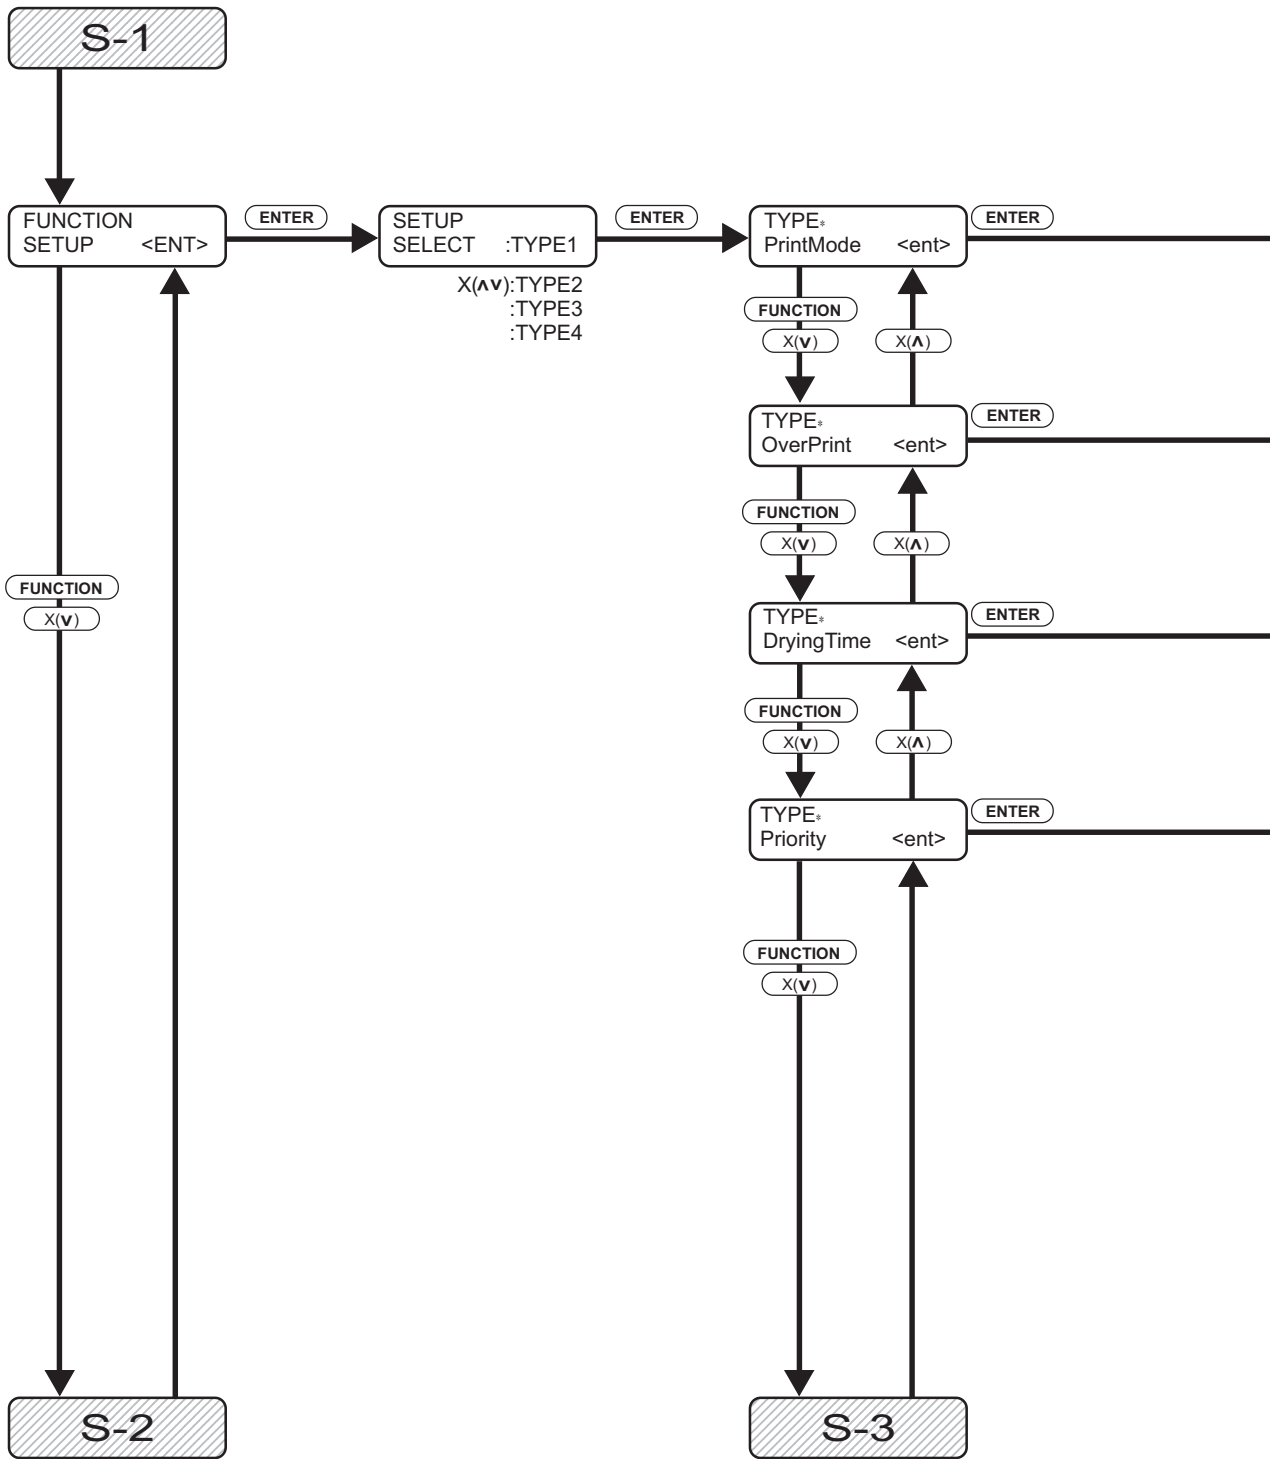 S-1
FUNCTION
SETUP <ENT>
ENTER
SETUP
SELECT :TYPE1
X(∧∨):TYPE2
:TYPE3
:TYPE4
ENTER
TYPE*
PrintMode <ent>
ENTER
FUNCTION
X(∨)
X(∧)
TYPE*
OverPrint <ent>
ENTER
FUNCTION
X(∨)
X(∧)
FUNCTION
X(∨)
TYPE*
DryingTime <ent>
ENTER
FUNCTION
X(∨)
X(∧)
TYPE*
Priority <ent>
ENTER
FUNCTION
X(∨)
S-2
S-3